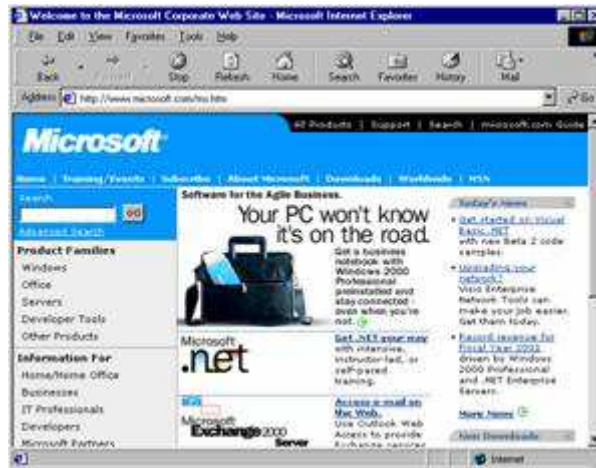 Welcome to the Microsoft Corporate Web Site - Microsoft Internet Explorer
File Edit View Favorites Tools Help
Back Forward Stop Refresh Home Search Favorites History Mail
Address http://www.microsoft.com/ms.htm Go
All Products | Support | Search | microsoft.com Guide
Microsoft
Home | Training/Events | Subscribe | About Microsoft | Downloads | Worldwide | MSN
Search
GO
Advanced Search
Product Families
Windows
Office
Servers
Developer Tools
Other Products
Information For
Home/Home Office
Businesses
IT Professionals
Developers
Microsoft Partners
Software for the Agile Business.
Your PC won't know
it's on the road.
Get a business
notebook with
Windows 2000
Professional
preinstalled and
stay connected -
even when you're
not.
Microsoft
.net
Get .NET your way
with intensive,
instructor-led, or
self-paced
training.
Microsoft
Exchange 2000
Server
Access e-mail on
the Web.
Use Outlook Web
Access to provide
Exchange services
Today's News
Get started on Visual
Basic .NET
with new Beta 2 code
samples.
Upgrading your
network?
Visio Enterprise
Network Tools can
make your job easier.
Get them today.
Record revenue for
Fiscal Year 2001
driven by Windows
2000 Professional
and .NET Enterprise
Servers.
More News
New Downloads
Internet